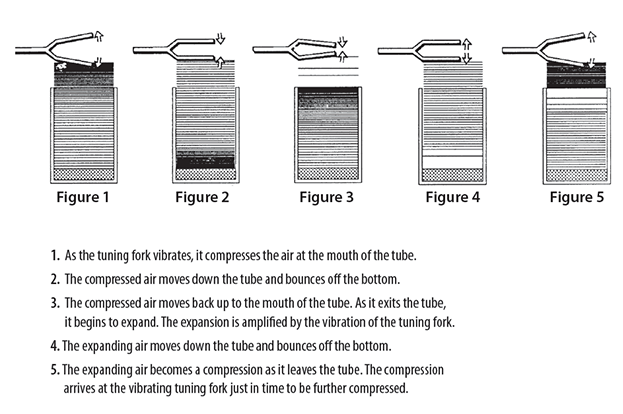 Figure 1
Figure 2
Figure 3
Figure 4
Figure 5
1. As the tuning fork vibrates, it compresses the air at the mouth of the tube.
2. The compressed air moves down the tube and bounces off the bottom.
3. The compressed air moves back up to the mouth of the tube. As it exits the tube,
it begins to expand. The expansion is amplified by the vibration of the tuning fork.
4. The expanding air moves down the tube and bounces off the bottom.
5. The expanding air becomes a compression as it leaves the tube. The compression
arrives at the vibrating tuning fork just in time to be further compressed.